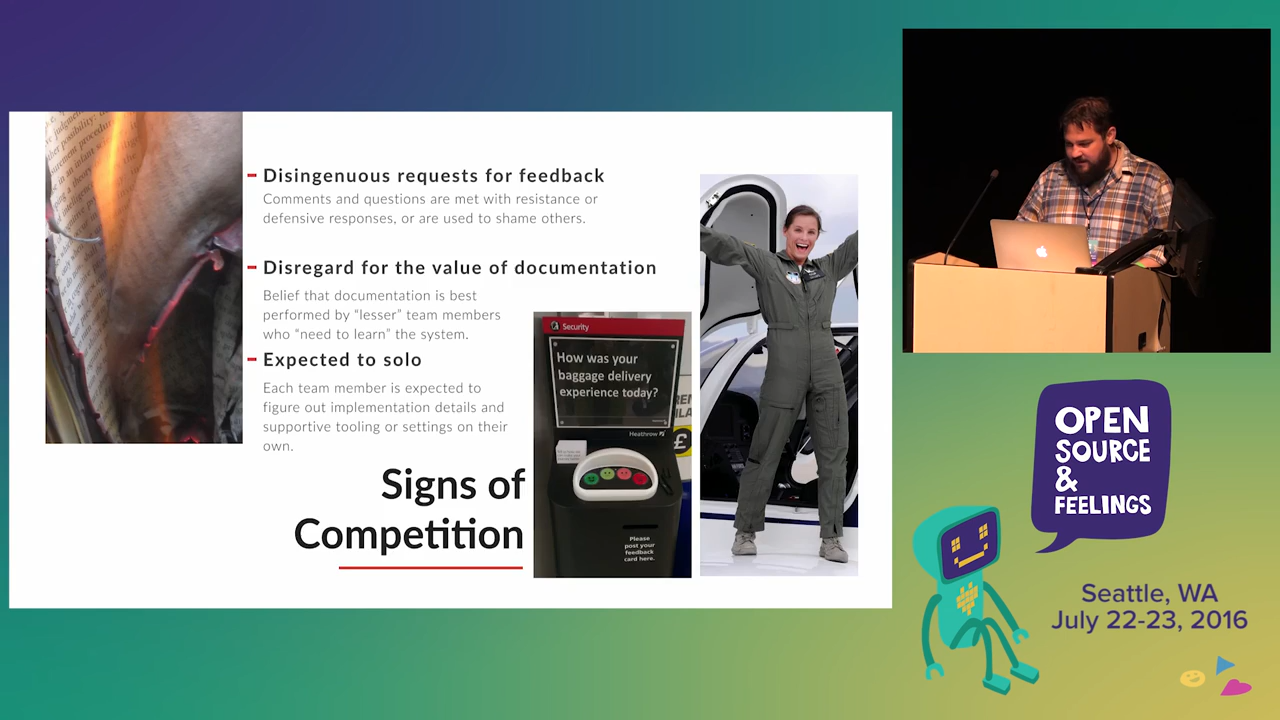 Disingenuous requests for feedback
Comments and questions are met with resistance or
defensive responses, or are used to shame others.
Disregard for the value of documentation
Belief that documentation is best
performed by “lesser” team members
who “need to learn” the system.
Expected to solo
Each team member is expected to
figure out implementation details and
supportive tooling or settings on their
own.
Signs of
Competition
Security
How was your
baggage delivery
experience today?
Heathrow
£
Please
post your
feedback
card here.
OPEN
SOURCE
&
FEELINGS
Seattle, WA
July 22-23, 2016